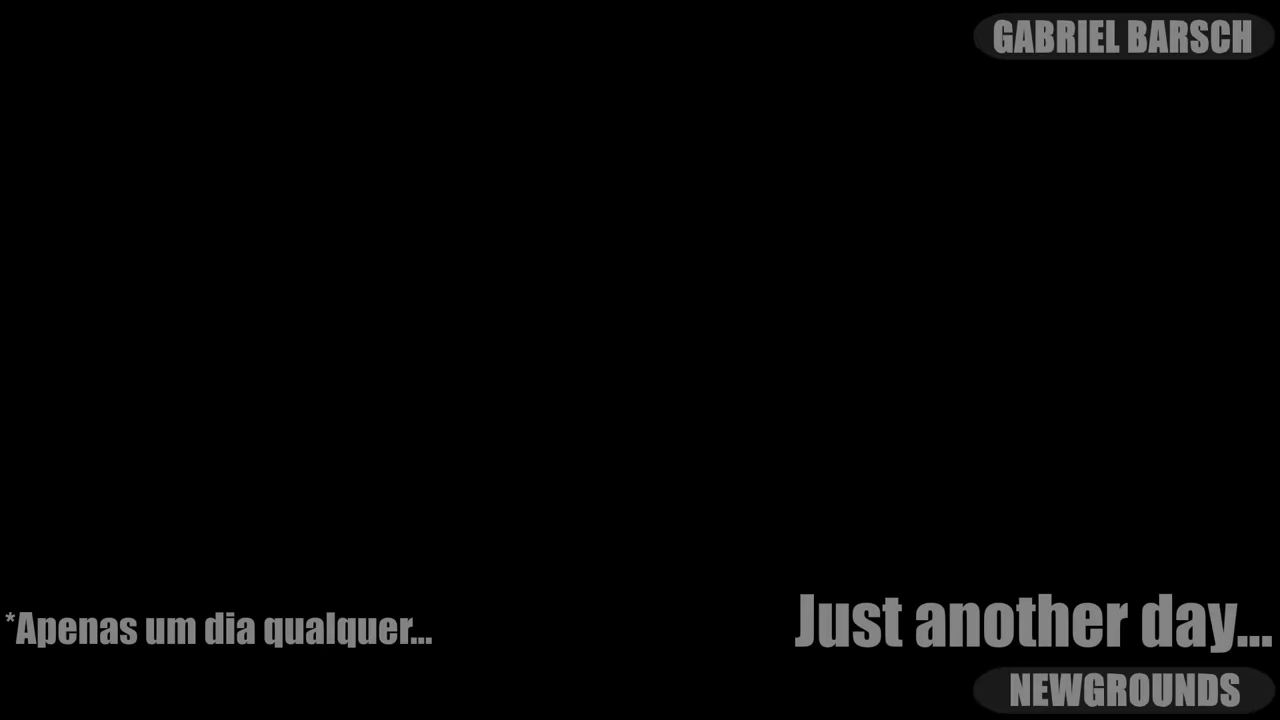 GABRIEL BARSCH
*Apenas um dia qualquer...
Just another day...
NEWGROUNDS